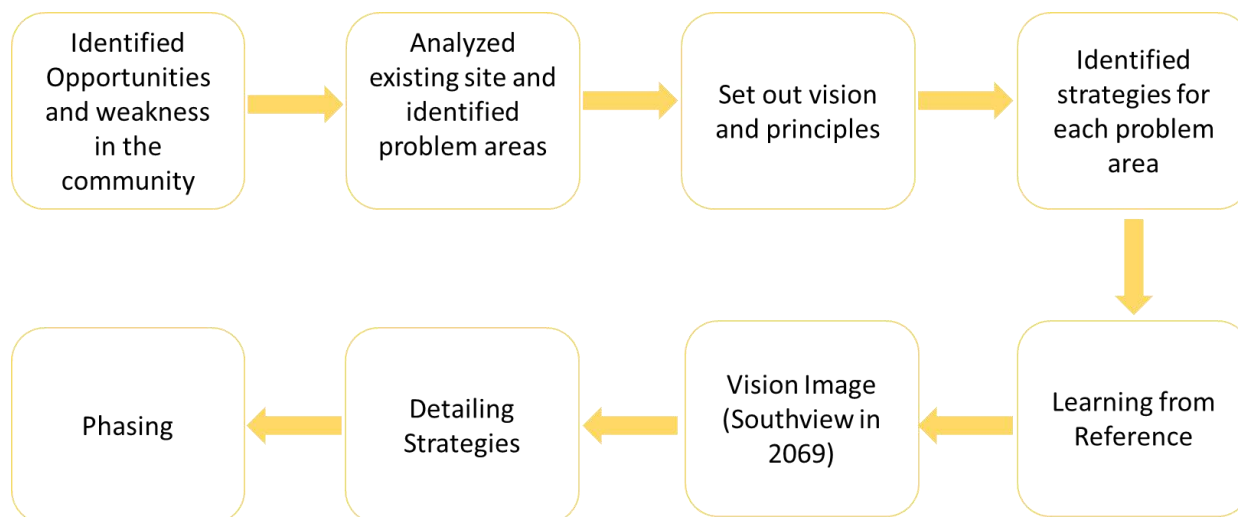 Identified
Opportunities
and weakness
in the
community
Analyzed
existing site and
identified
problem areas
Set out vision
and principles
Identified
strategies for
each problem
area
Learning from
Reference
Vision Image
(Southview in
2069)
Detailing
Strategies
Phasing